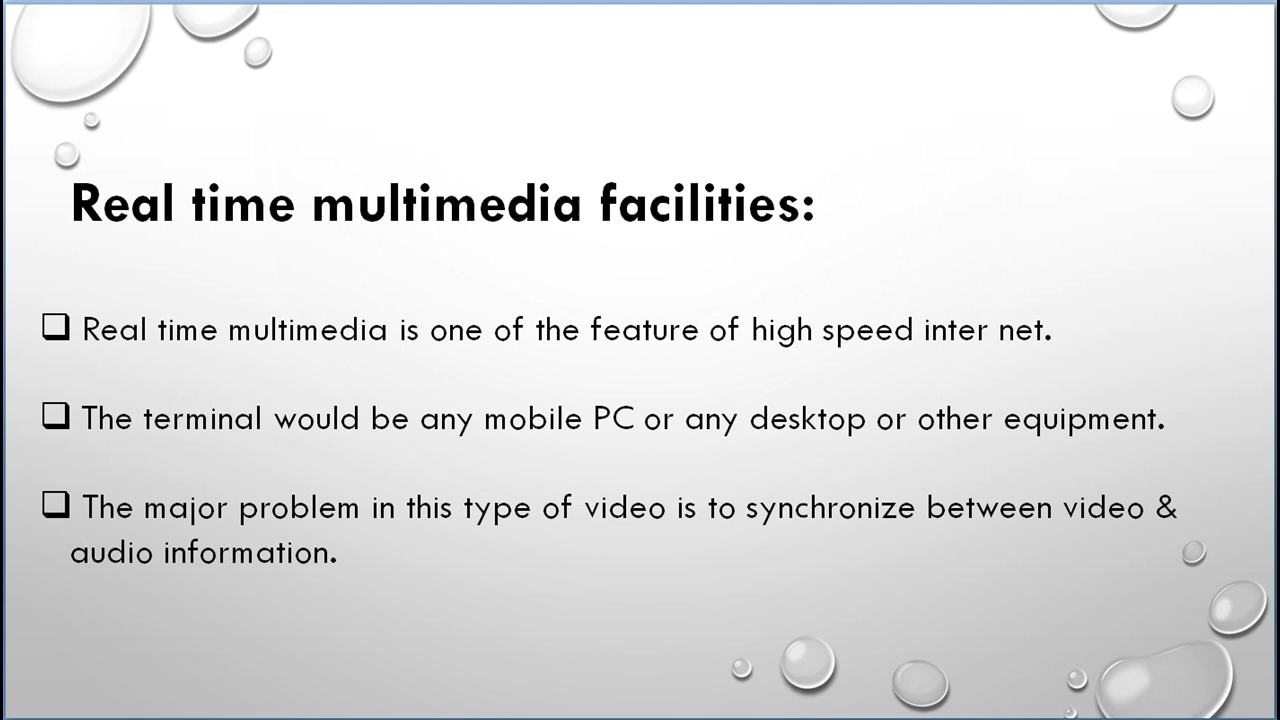 Real time multimedia facilities:
❑ Real time multimedia is one of the feature of high speed inter net.
❑ The terminal would be any mobile PC or any desktop or other equipment.
❑ The major problem in this type of video is to synchronize between video &
audio information.